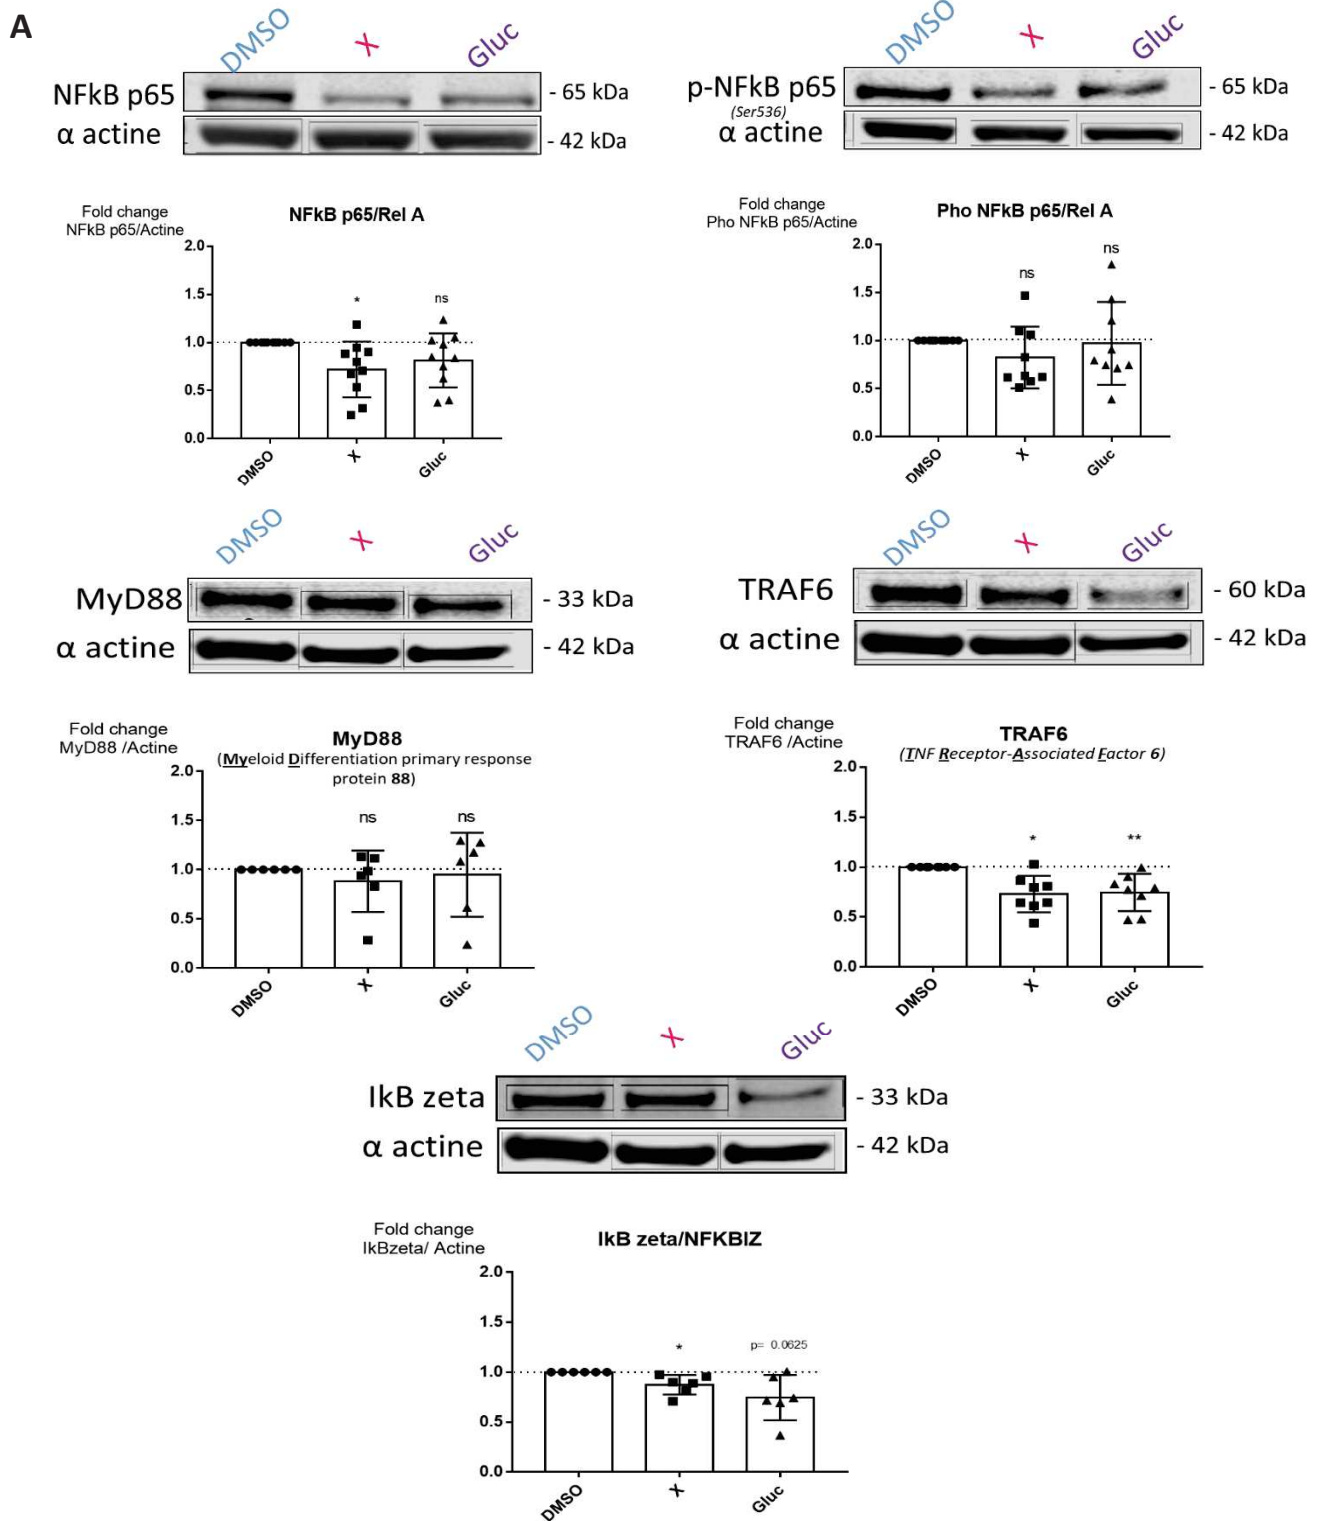 A
DMSO X Gluc
NFkB p65 - 65 kDa
α actine - 42 kDa
DMSO X Gluc
p-NFkB p65 - 65 kDa
(Ser536)
α actine - 42 kDa
Fold change
NFkB p65/Actine
NFkB p65/Rel A
2.0
1.5
1.0
0.5
0.0
* ns
DMSO X Gluc
Fold change
Pho NFkB p65/Actine
Pho NFkB p65/Rel A
2.0
1.5
1.0
0.5
0.0
ns ns
DMSO X Gluc
DMSO X Gluc
MyD88 - 33 kDa
α actine - 42 kDa
DMSO X Gluc
TRAF6 - 60 kDa
α actine - 42 kDa
Fold change
MyD88 /Actine
MyD88
(Myeloid Differentiation primary response
protein 88)
2.0
1.5
1.0
0.5
0.0
ns ns
DMSO X Gluc
Fold change
TRAF6 /Actine
TRAF6
(TNF Receptor-Associated Factor 6)
2.0
1.5
1.0
0.5
0.0
* **
DMSO X Gluc
DMSO X Gluc
IkB zeta - 33 kDa
α actine - 42 kDa
Fold change
IkBzeta/ Actine
IkB zeta/NFKBIZ
2.0
1.5
1.0
0.5
0.0
* p= 0.0625
DMSO X Gluc